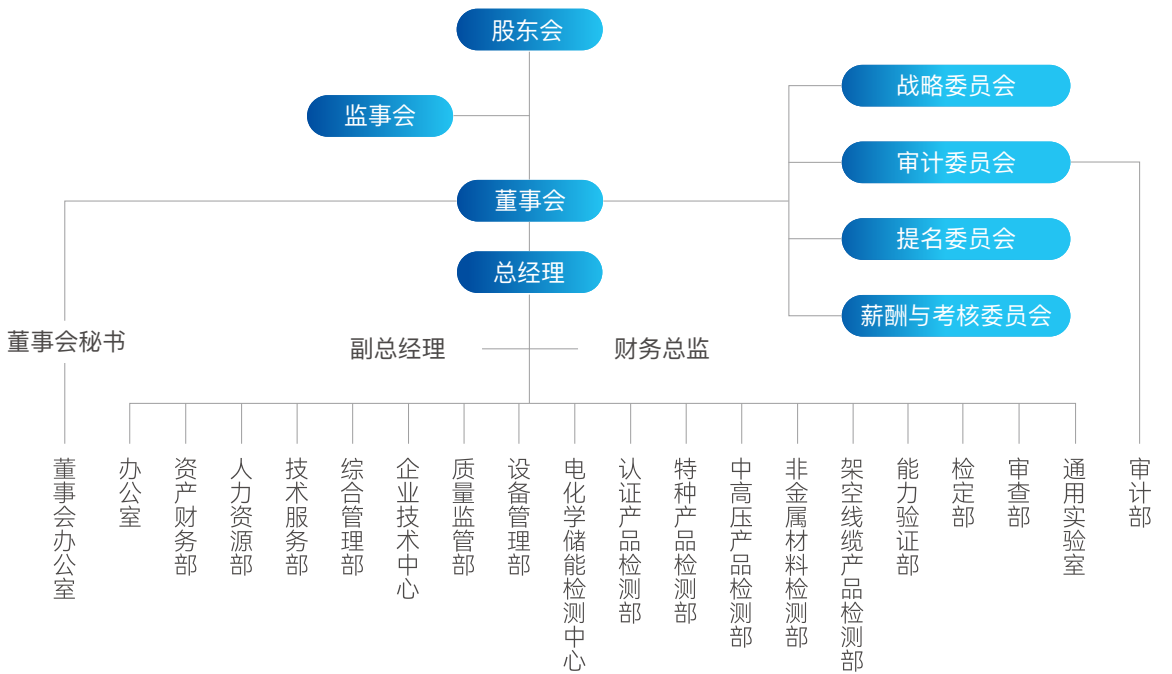 股东会
监事会
战略委员会
审计委员会
董事会
提名委员会
总经理
薪酬与考核委员会
董事会秘书
副总经理
财务总监
董事会办公室
办公室
资产财务部
人力资源部
技术服务部
综合管理部
企业技术中心
质量监管部
设备管理部
电化学储能检测中心
认证产品检测部
特种产品检测部
中高压产品检测部
非金属材料检测部
架空线缆产品检测部
能力验证部
检定部
审查部
通用实验室
审计部